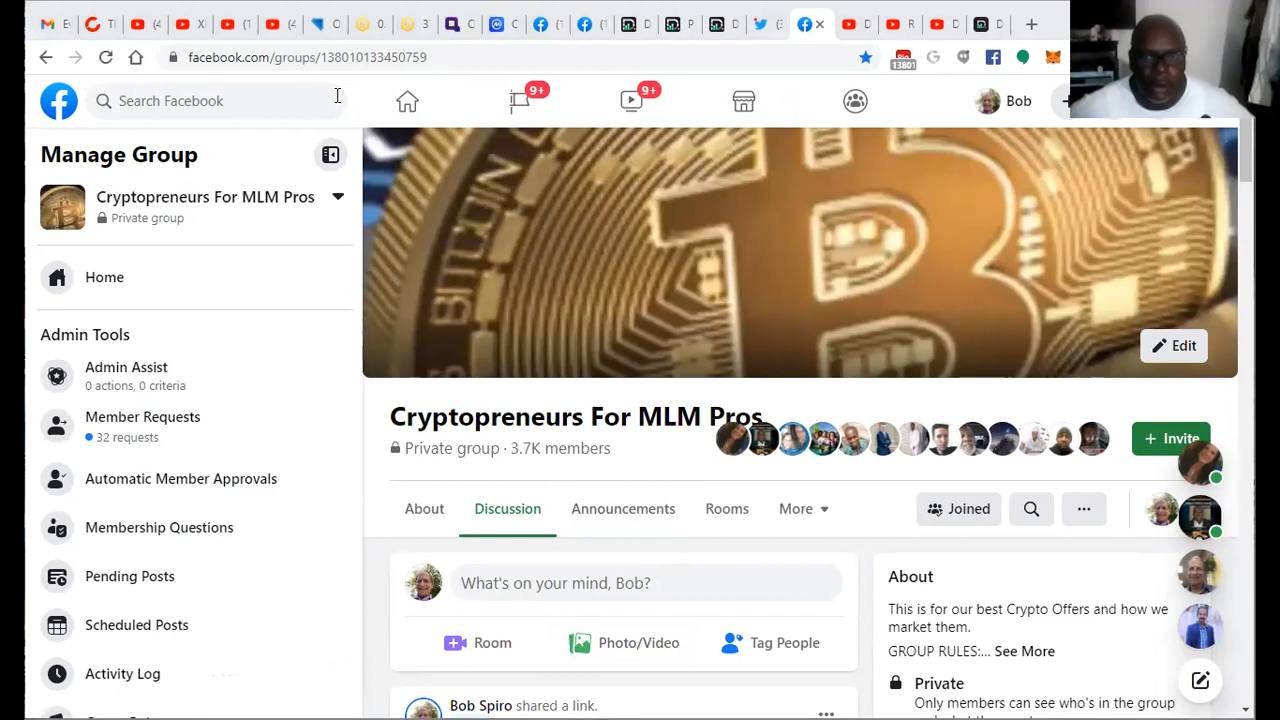 facebook.com/groups/138010133450759
13801
Search Facebook
9+
9+
Bob
Manage Group
Cryptopreneurs For MLM Pros
Private group
Home
Admin Tools
Admin Assist
0 actions, 0 criteria
Member Requests
32 requests
Automatic Member Approvals
Membership Questions
Pending Posts
Scheduled Posts
Activity Log
BITCOIN
Edit
Cryptopreneurs For MLM Pros
Private group · 3.7K members
+ Invite
About
Discussion
Announcements
Rooms
More
Joined
What's on your mind, Bob?
Room
Photo/Video
Tag People
Bob Spiro shared a link.
About
This is for our best Crypto Offers and how we
market them.
GROUP RULES:... See More
Private
Only members can see who's in the group